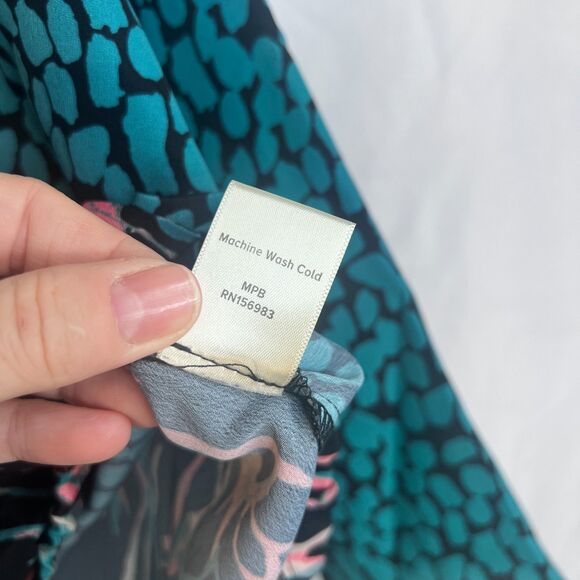 Machine Wash Cold
MPB
RN156983